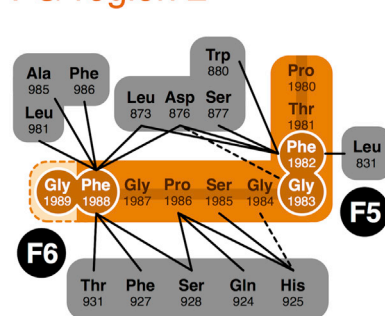 Trp
880
Ala Phe
985 986
Leu
981
Leu Asp Ser
873 876 877
Pro
1980
Thr
1981
Phe
1982
Leu
831
Gly Phe Gly Pro Ser Gly Gly
1989 1988 1987 1986 1985 1984 1983
F6
F5
Thr Phe Ser Gln His
931 927 928 924 925